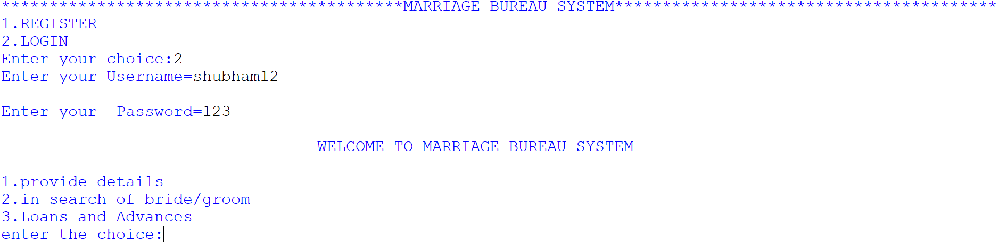 ******************************************MARRIAGE BUREAU SYSTEM****************************************
1.REGISTER
2.LOGIN
Enter your choice:2
Enter your Username=shubham12
Enter your  Password=123
_________________________________WELCOME TO MARRIAGE BUREAU SYSTEM  __________________________________
=======================
1.provide details
2.in search of bride/groom
3.Loans and Advances
enter the choice: